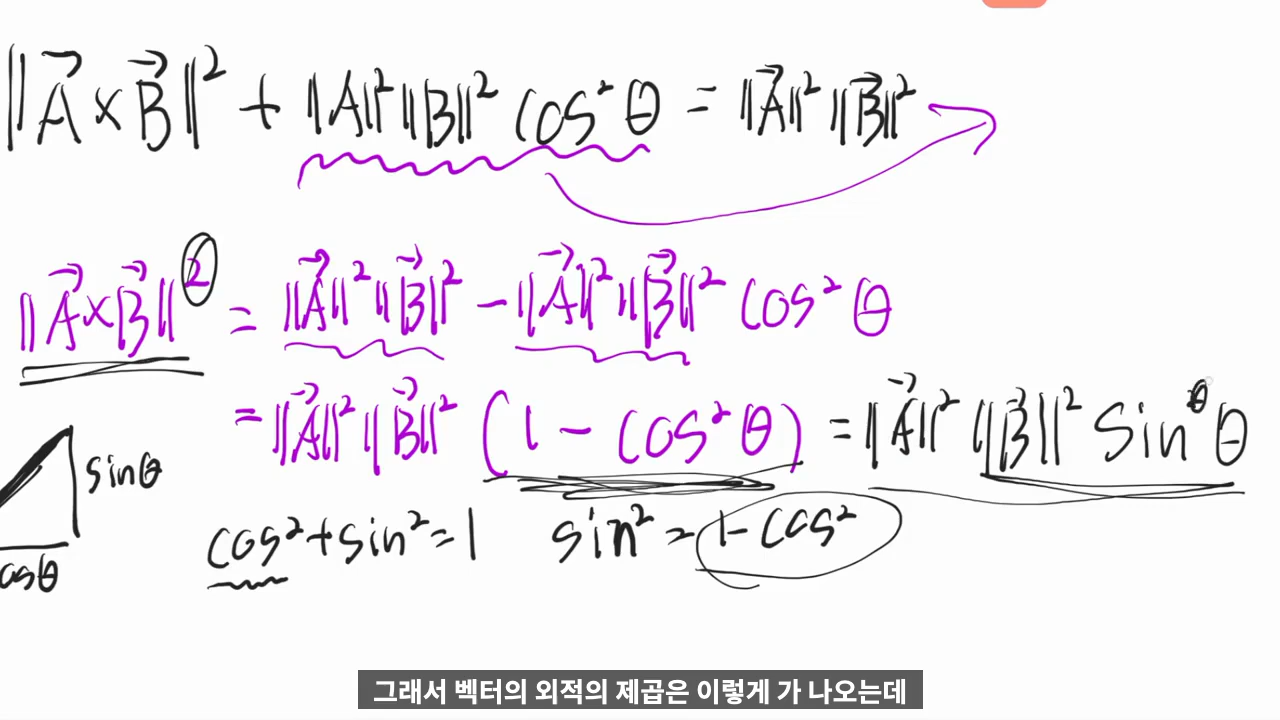 ‖A⃗×B⃗‖² + ‖A‖²‖B‖² cos²θ = ‖A⃗‖²‖B⃗‖²
‖A⃗×B⃗‖² = ‖A⃗‖²‖B⃗‖² − ‖A⃗‖²‖B⃗‖² cos²θ
= ‖A⃗‖²‖B⃗‖² (1 − cos²θ) = ‖A⃗‖²‖B⃗‖² sin θ
sinθ
cos²+sin²=1 sin²=1-cos²
osθ
그래서 벡터의 외적의 제곱은 이렇게 가 나오는데